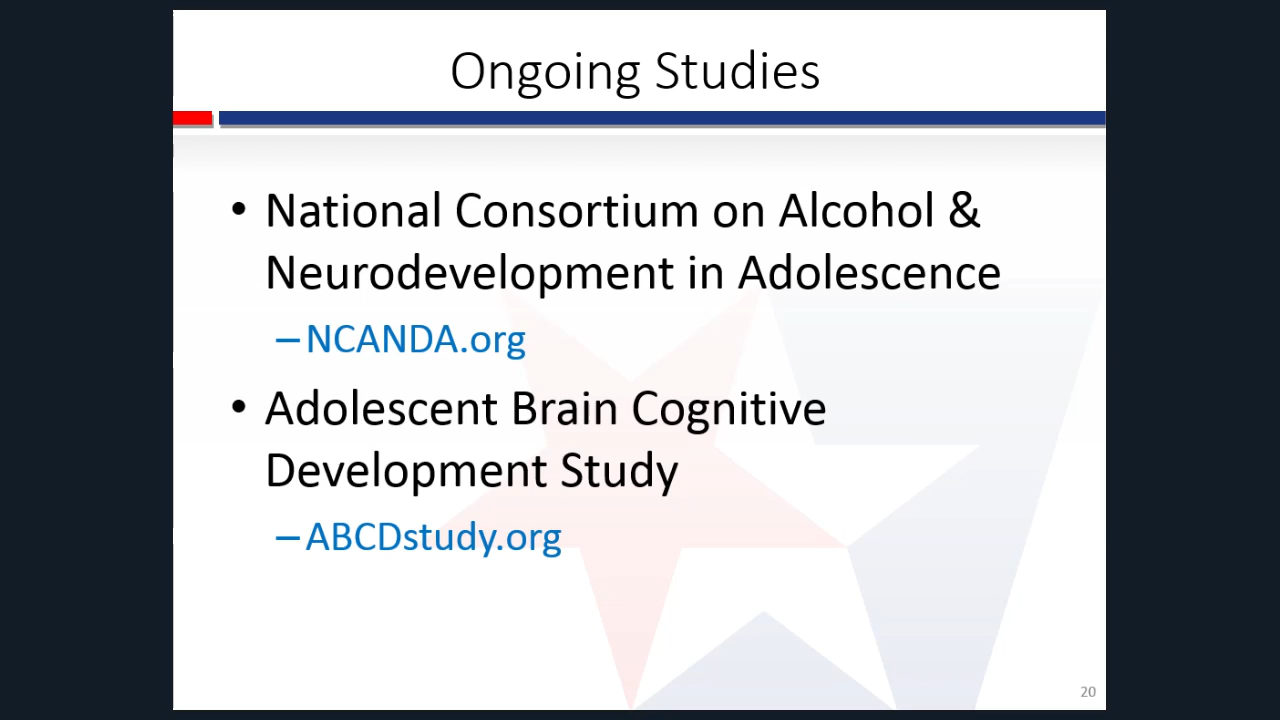 Ongoing Studies
• National Consortium on Alcohol &
Neurodevelopment in Adolescence
–NCANDA.org
• Adolescent Brain Cognitive
Development Study
–ABCDstudy.org
20